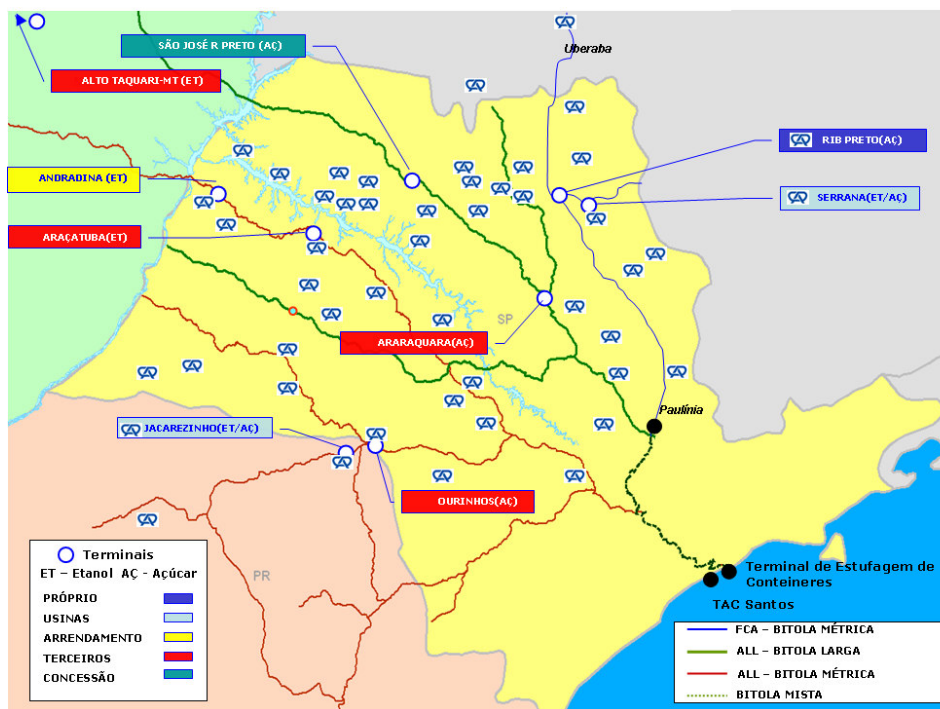 Uberaba
SÃO JOSÉ R PRETO (AÇ)
ALTO TAQUARI-MT (ET)
RIB PRETO(AÇ)
ANDRADINA (ET)
SERRANA(ET/AÇ)
ARAÇATUBA(ET)
SP
ARARAQUARA(AÇ)
Paulínia
JACAREZINHO(ET/AÇ)
OURINHOS(AÇ)
PR
Terminais
ET – Etanol AÇ - Açúcar
PRÓPRIO
USINAS
ARRENDAMENTO
TERCEIROS
CONCESSÃO
Terminal de Estufagem de
Conteineres
TAC Santos
FCA – BITOLA MÉTRICA
ALL – BITOLA LARGA
ALL – BITOLA MÉTRICA
BITOLA MISTA